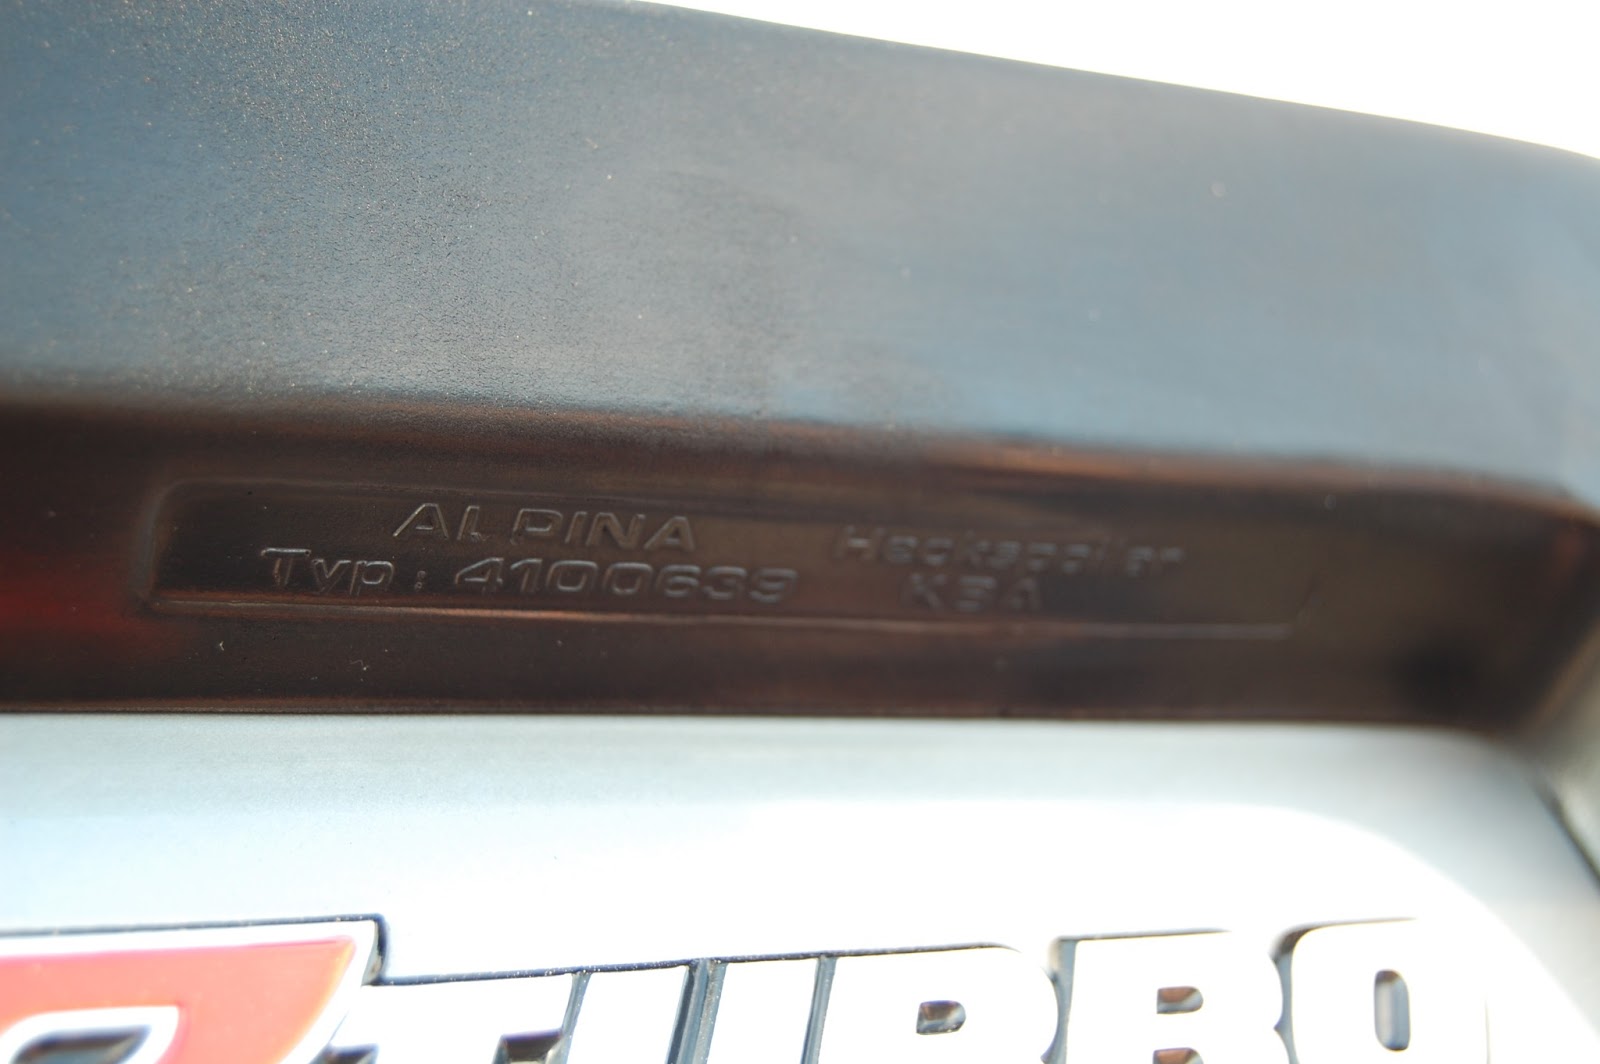 ALPINA Heckspoiler
Typ: 4100639 KBA
TURBO